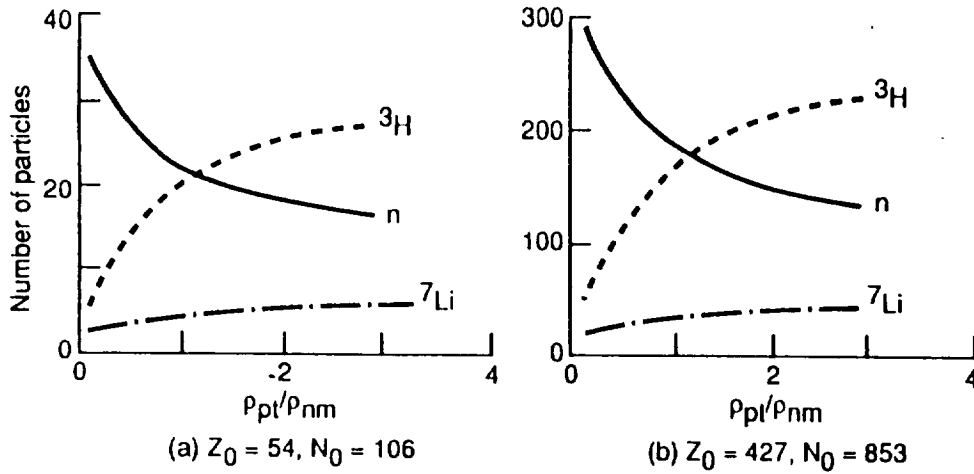 Number of particles
40
20
0
0
2
4
³H
n
⁷Li
ρpt/ρnm
(a) Z₀ = 54, N₀ = 106
300
200
100
0
0
2
4
³H
n
⁷Li
ρpt/ρnm
(b) Z₀ = 427, N₀ = 853